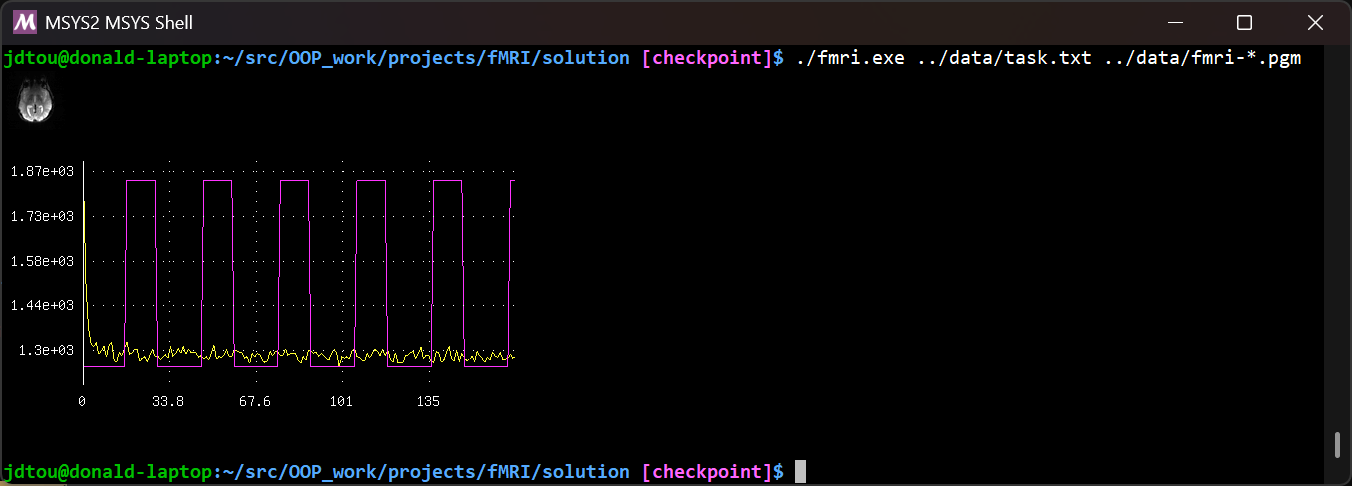 MSYS2 MSYS Shell
jdtou@donald-laptop:~/src/OOP_work/projects/fMRI/solution [checkpoint]$ ./fmri.exe ../data/task.txt ../data/fmri-*.pgm
1.87e+03
1.73e+03
1.58e+03
1.44e+03
1.3e+03
0 33.8 67.6 101 135
jdtou@donald-laptop:~/src/OOP_work/projects/fMRI/solution [checkpoint]$